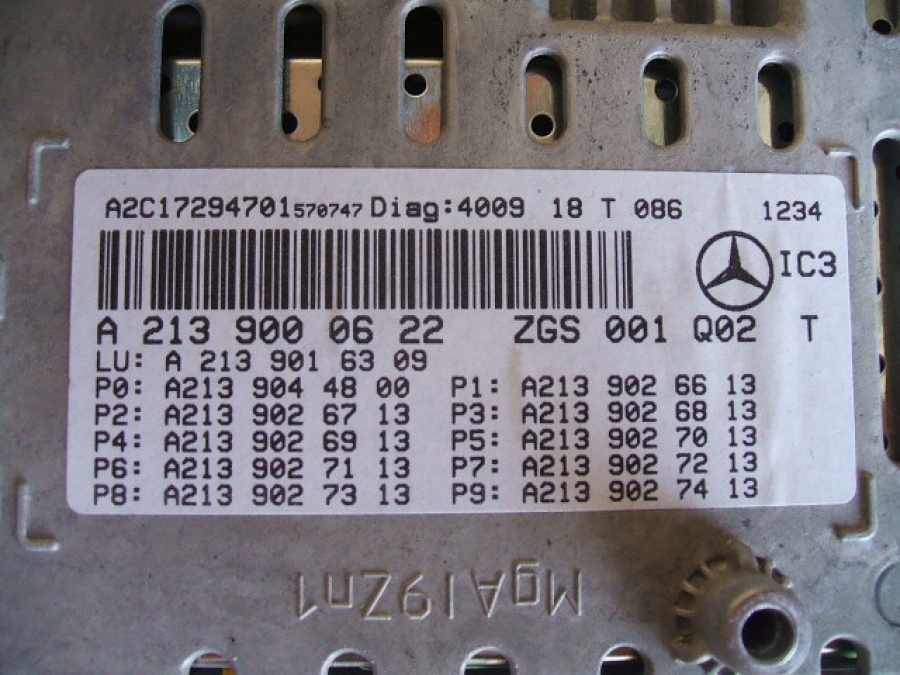 A2C17294701 570747 Diag:4009 18 T 086 1234
IC3
A 213 900 06 22 ZGS 001 Q02 T
LU: A 213 901 63 09
P0: A213 904 48 00 P1: A213 902 66 13
P2: A213 902 67 13 P3: A213 902 68 13
P4: A213 902 69 13 P5: A213 902 70 13
P6: A213 902 71 13 P7: A213 902 72 13
P8: A213 902 73 13 P9: A213 902 74 13
MgAl9Zn1